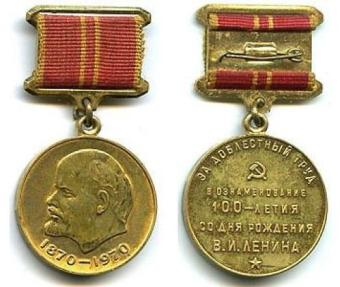 1870-1970
ЗА ДОБЛЕСТНЫЙ ТРУД
В ОЗНАМЕНОВАНИЕ
100-ЛЕТИЯ
СО ДНЯ РОЖДЕНИЯ
В.И.ЛЕНИНА